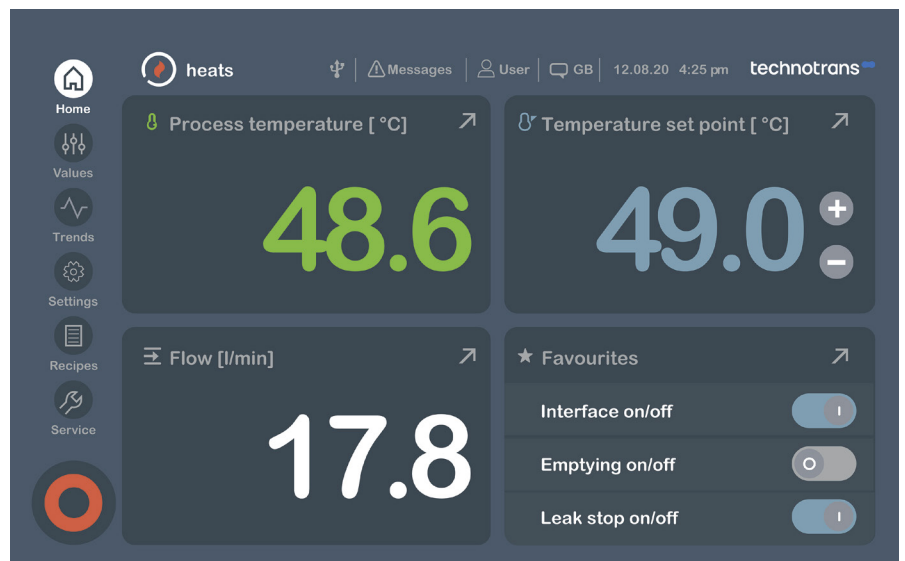 heats
Messages
User
GB
12.08.20 4:25 pm
technotrans
Home
Values
Trends
Settings
Recipes
Service
Process temperature [ °C]
48.6
Temperature set point [ °C]
49.0
Flow [l/min]
17.8
Favourites
Interface on/off
Emptying on/off
Leak stop on/off